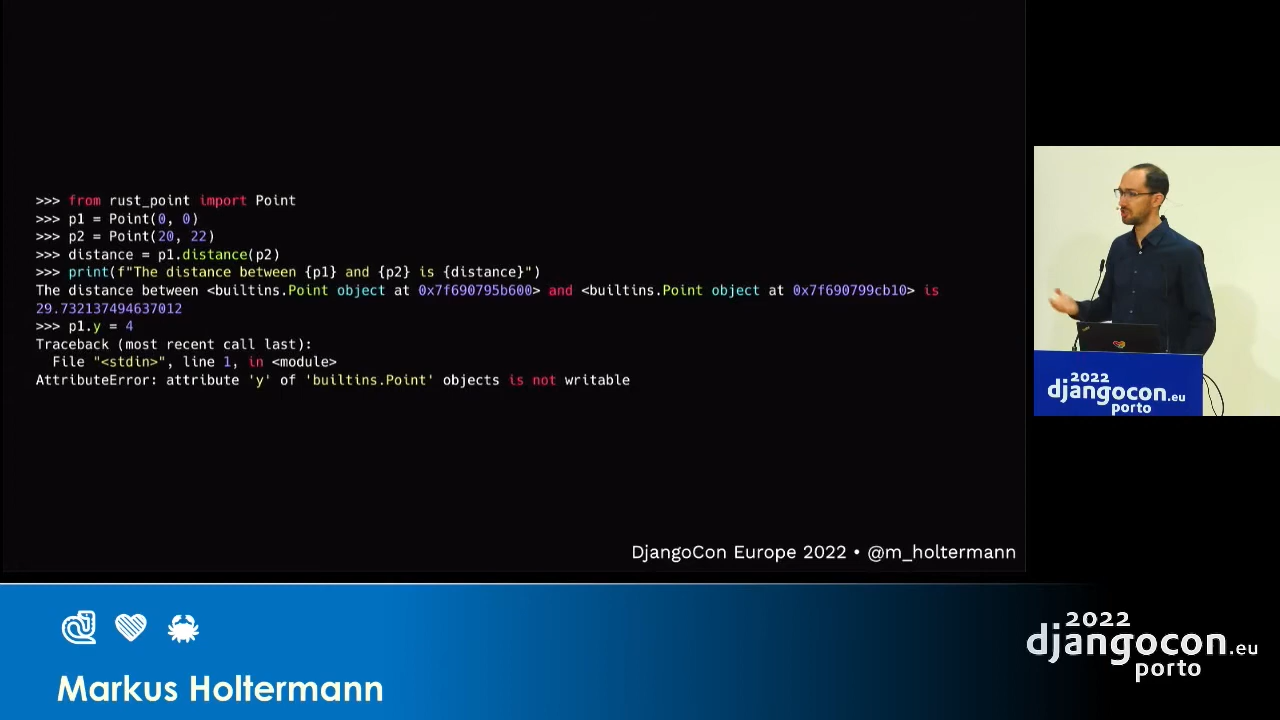 >>> from rust_point import Point
>>> p1 = Point(0, 0)
>>> p2 = Point(20, 22)
>>> distance = p1.distance(p2)
>>> print(f"The distance between {p1} and {p2} is {distance}")
The distance between <builtins.Point object at 0x7f690795b600> and <builtins.Point object at 0x7f690799cb10> is
29.732137494637012
>>> p1.y = 4
Traceback (most recent call last):
  File "<stdin>", line 1, in <module>
AttributeError: attribute 'y' of 'builtins.Point' objects is not writable
DjangoCon Europe 2022 • @m_holtermann
2022
djangocon.eu
porto
Markus Holtermann
2022
djangocon.eu
porto